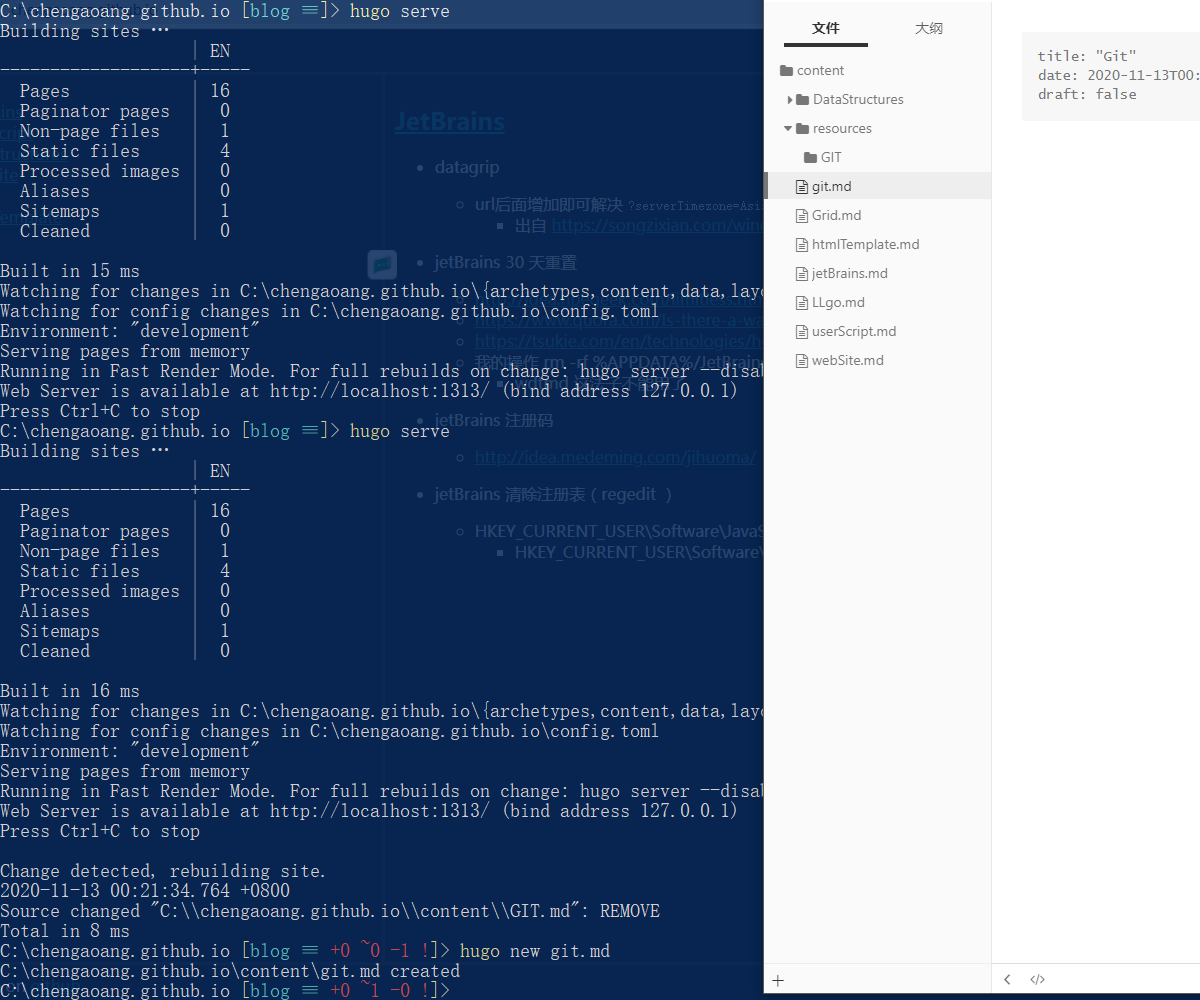 C:\chengaoang.github.io [blog ≡]> hugo serve
Building sites …
| EN
-------------------+-----
Pages | 16
Paginator pages | 0
Non-page files | 1
Static files | 4
Processed images | 0
Aliases | 0
Sitemaps | 1
Cleaned | 0
Built in 15 ms
Watching for changes in C:\chengaoang.github.io\{archetypes,content,data,layo
Watching for config changes in C:\chengaoang.github.io\config.toml
Environment: "development"
Serving pages from memory
Running in Fast Render Mode. For full rebuilds on change: hugo server --disab
Web Server is available at http://localhost:1313/ (bind address 127.0.0.1)
Press Ctrl+C to stop
C:\chengaoang.github.io [blog ≡]> hugo serve
Building sites …
| EN
-------------------+-----
Pages | 16
Paginator pages | 0
Non-page files | 1
Static files | 4
Processed images | 0
Aliases | 0
Sitemaps | 1
Cleaned | 0
Built in 16 ms
Watching for changes in C:\chengaoang.github.io\{archetypes,content,data,layo
Watching for config changes in C:\chengaoang.github.io\config.toml
Environment: "development"
Serving pages from memory
Running in Fast Render Mode. For full rebuilds on change: hugo server --disab
Web Server is available at http://localhost:1313/ (bind address 127.0.0.1)
Press Ctrl+C to stop
Change detected, rebuilding site.
2020-11-13 00:21:34.764 +0800
Source changed "C:\\chengaoang.github.io\\content\\GIT.md": REMOVE
Total in 8 ms
C:\chengaoang.github.io [blog ≡ +0 ~0 -1 !]> hugo new git.md
C:\chengaoang.github.io\content\git.md created
C:\chengaoang.github.io [blog ≡ +0 ~1 -0 !]>
JetBrains
datagrip
url后面增加即可解决 ?serverTimezone=Asi
出自 https://songzixian.com/wind
jetBrains 30 天重置
https://www.quora.com/Is-there-a-wa
https://tsukie.com/en/technologies/h
我的操作 rm -rf %APPDATA%/JetBrain
jetBrains 注册码
http://idea.medeming.com/jihuoma/
jetBrains 清除注册表（regedit ）
HKEY_CURRENT_USER\Software\JavaS
HKEY_CURRENT_USER\Software\
文件 大纲
content
DataStructures
resources
GIT
git.md
Grid.md
htmlTemplate.md
jetBrains.md
LLgo.md
userScript.md
webSite.md
+
title: "Git"
date: 2020-11-13T00:
draft: false
< </>